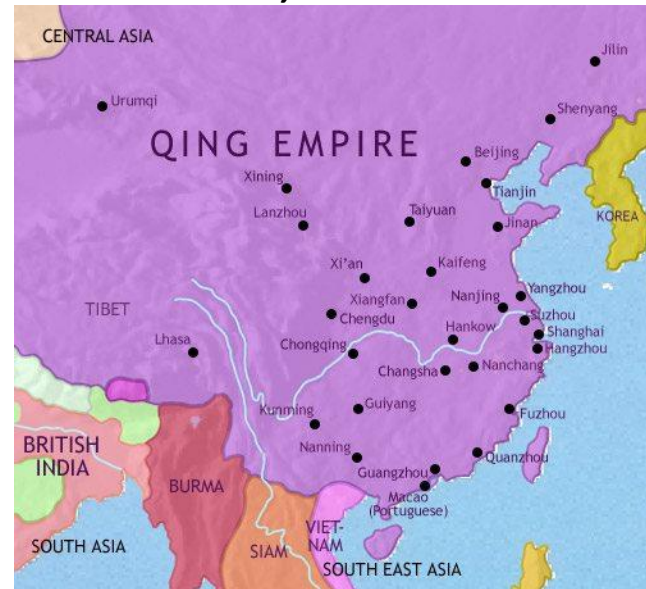 CENTRAL ASIA
Jilin
Urumqi
Shenyang
QING EMPIRE
Beijing
Xining
Tianjin
Lanzhou
Taiyuan
Jinan
KOREA
Xi'an
Kaifeng
Yangzhou
Xiangfan
Nanjing
TIBET
Chengdu
Suzhou
Hankow
Shanghai
Lhasa
Chongqing
Hangzhou
Changsha
Nanchang
Kunming
Guiyang
Fuzhou
BRITISH
INDIA
Nanning
Quanzhou
Guangzhou
BURMA
Macao
(Portuguese)
VIET-
NAM
SOUTH ASIA
SIAM
SOUTH EAST ASIA